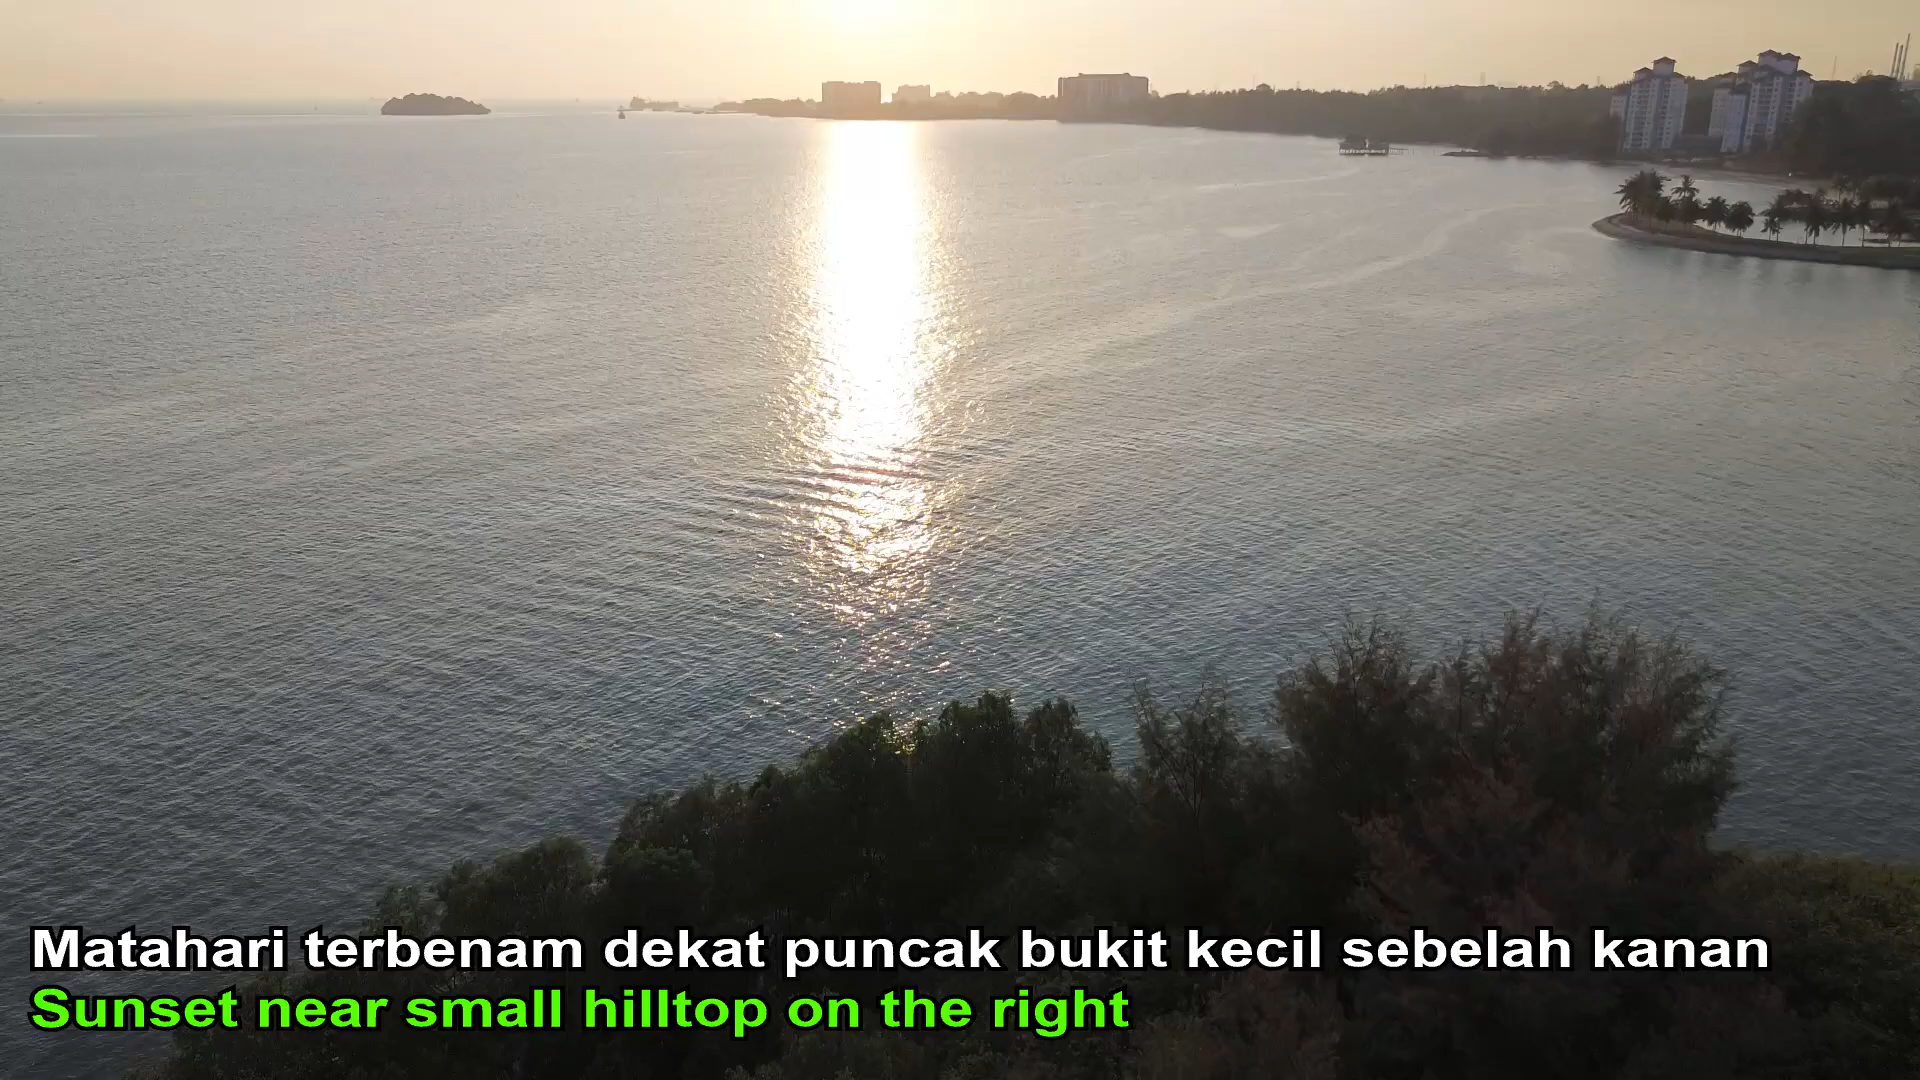 Matahari terbenam dekat puncak bukit kecil sebelah kanan
Sunset near small hilltop on the right